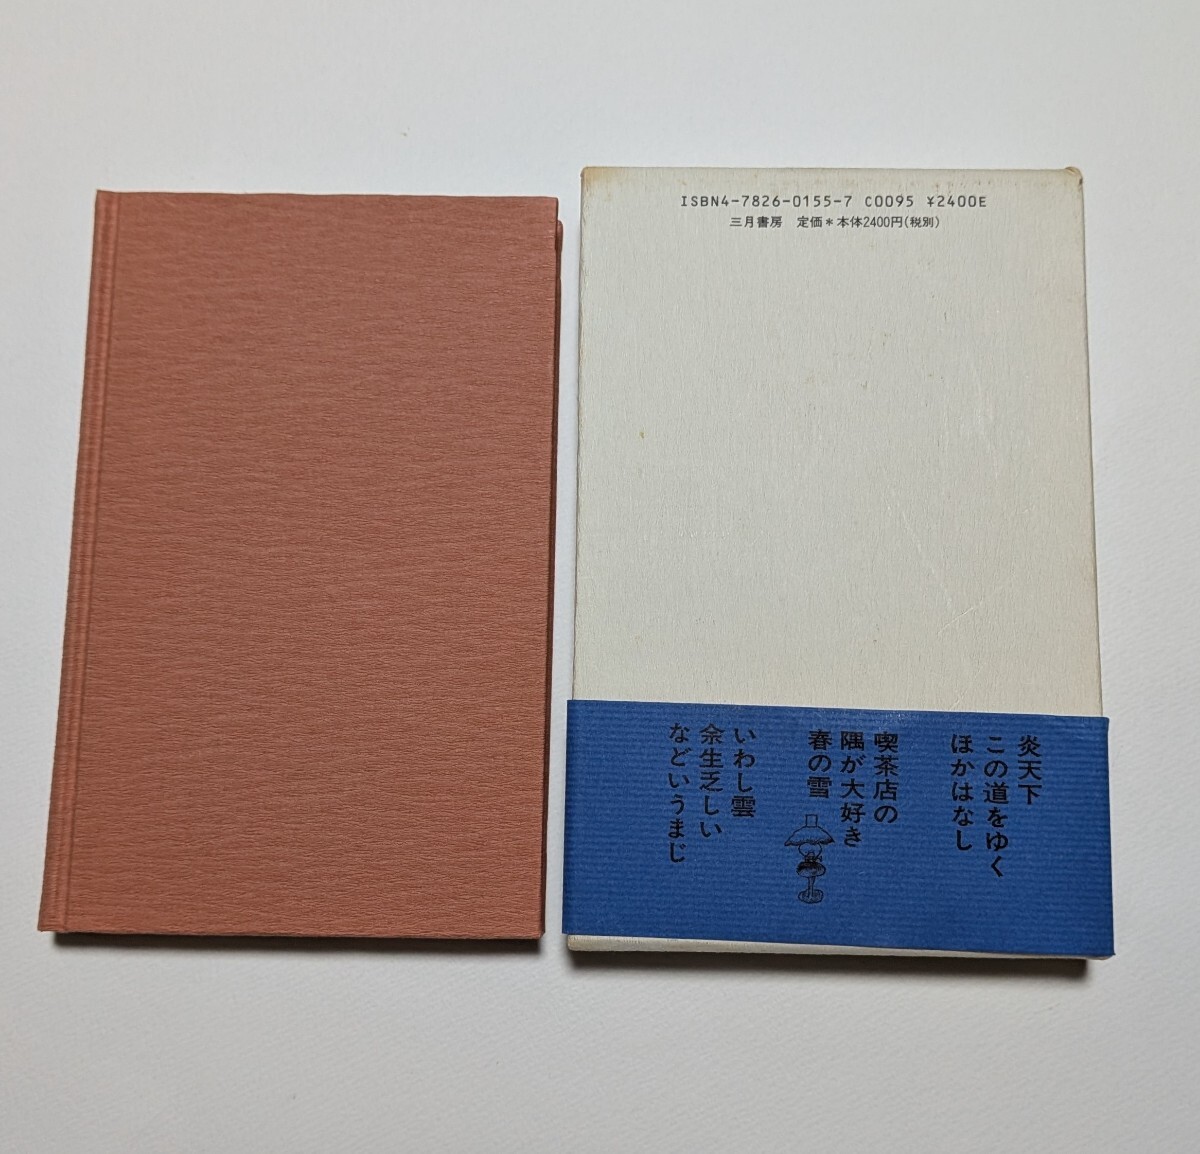 ISBN4-7826-0155-7 C0095 ¥2400E
三月書房 定価*本体2400円(税別)
炎天下
この道をゆく
ほかはなし
喫茶店の
隅が大好き
春の雪
いわし雲
余生乏しい
などいうまじ